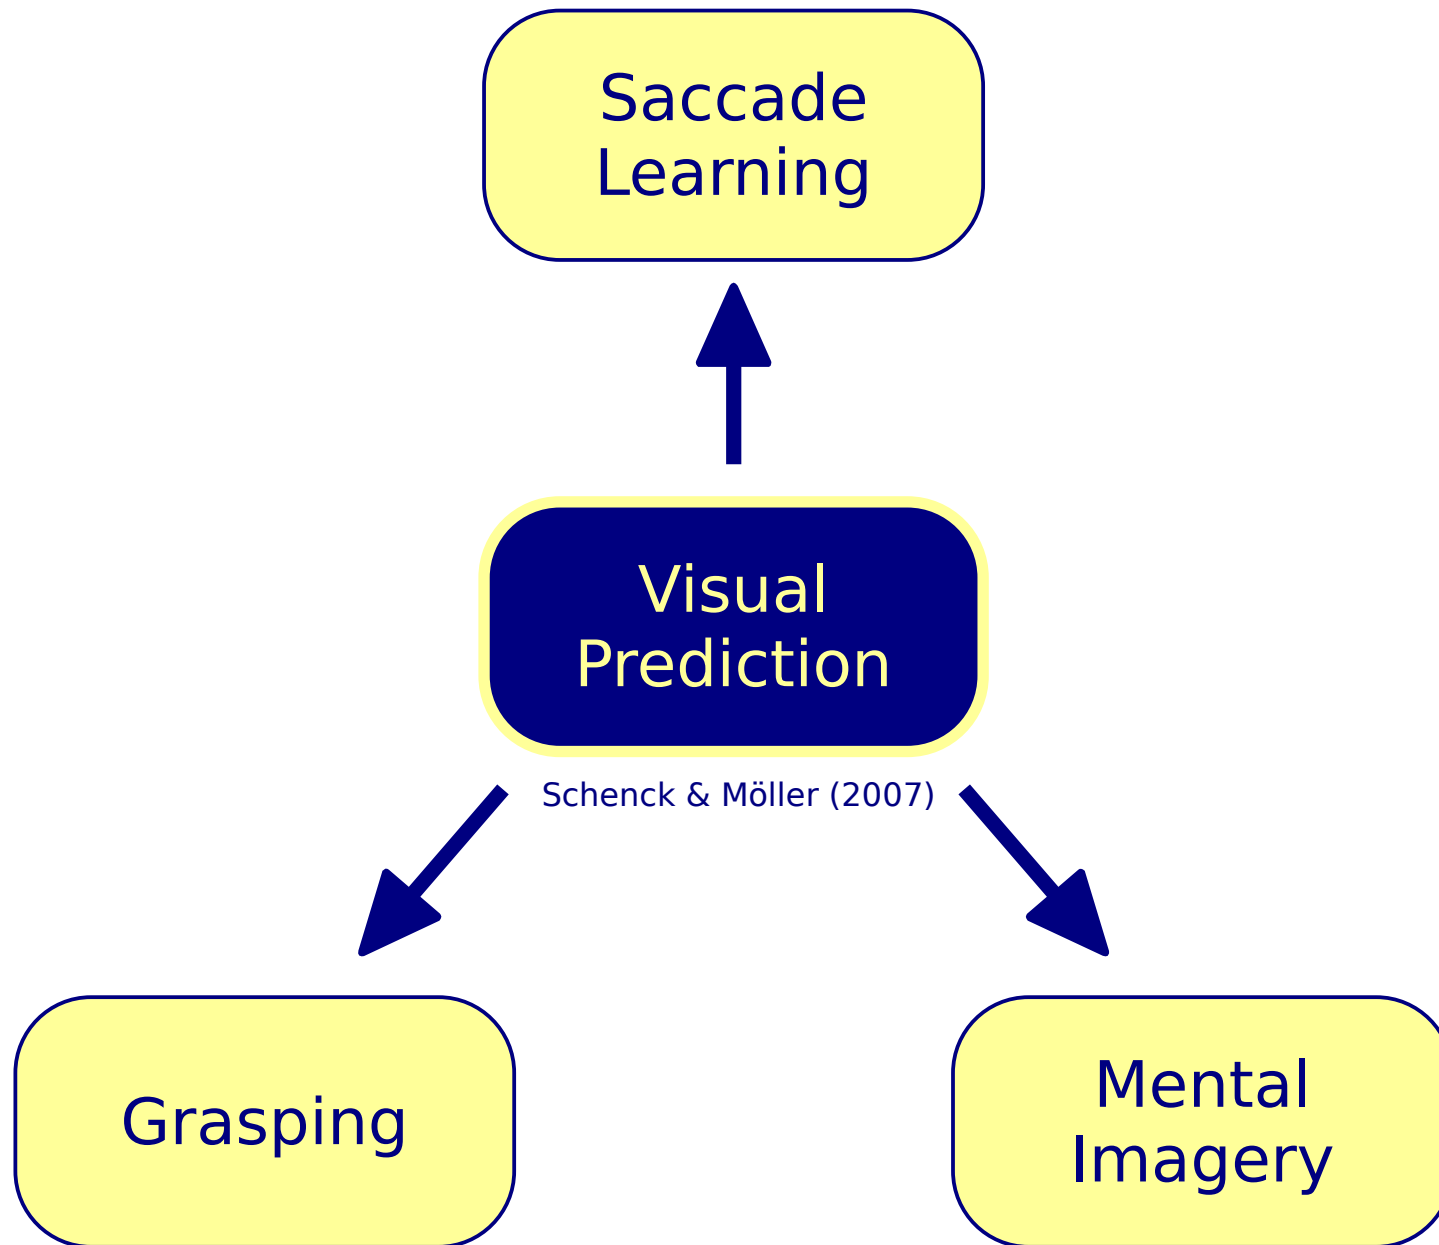 Saccade
Learning
Visual
Prediction
Schenck & Möller (2007)
Grasping
Mental
Imagery